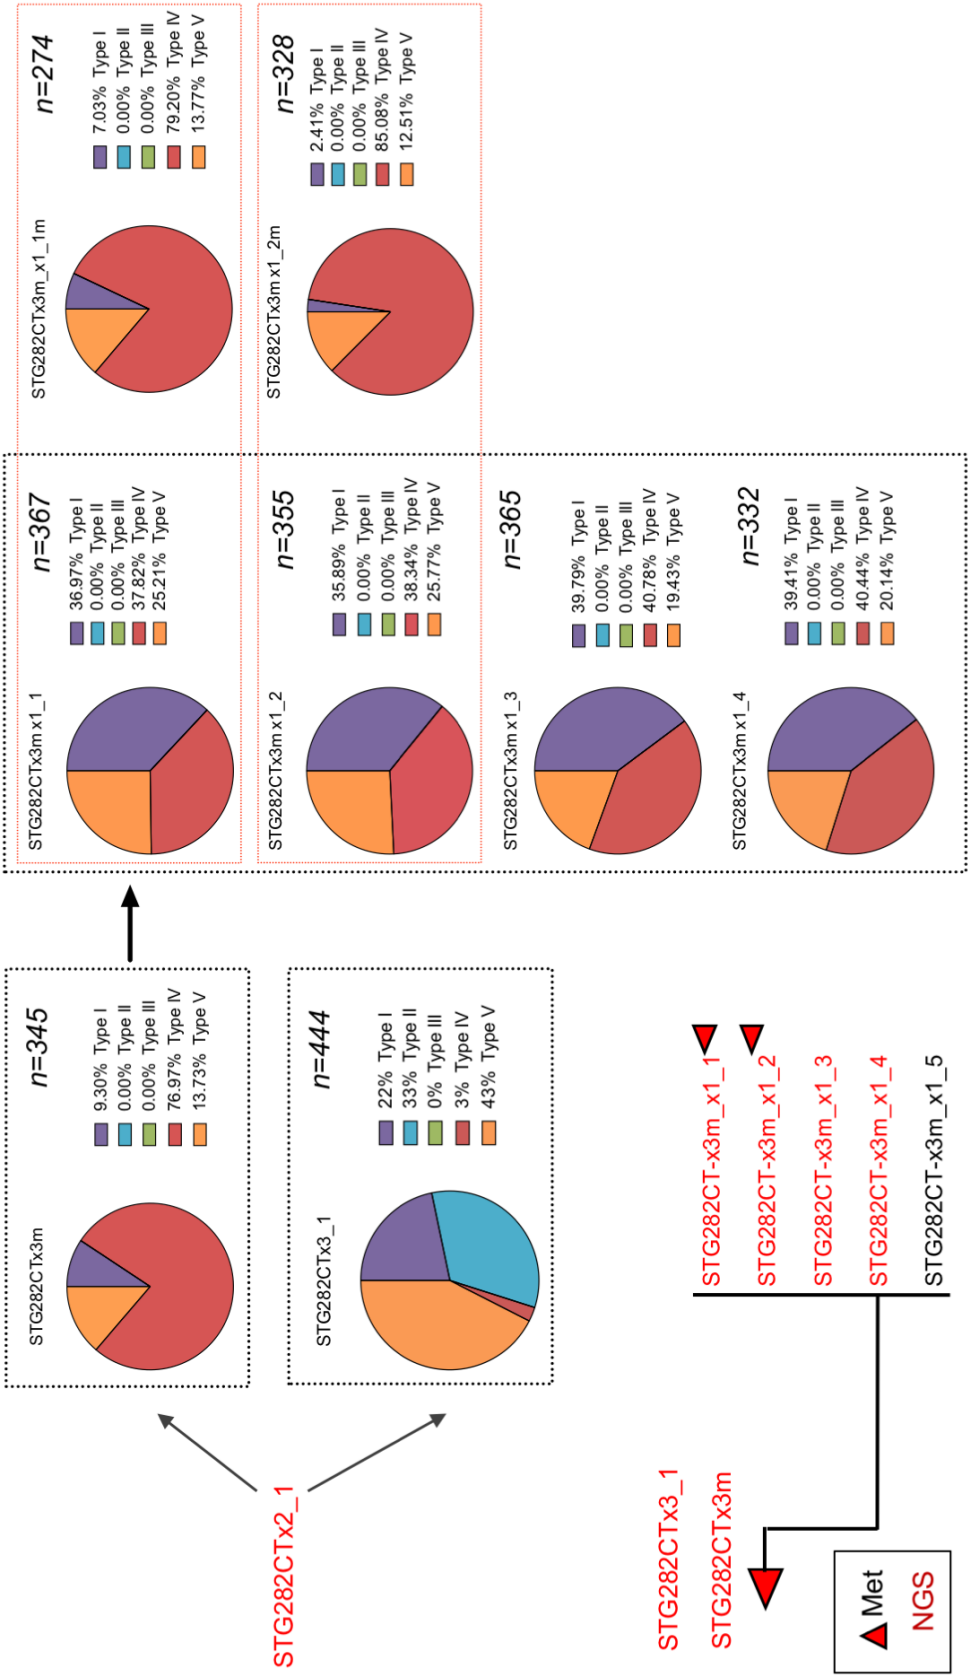 STG282CTx2_1
STG282CTx3m
n=345
9.30% Type I
0.00% Type II
0.00% Type III
76.97% Type IV
13.73% Type V
STG282CTx3_1
n=444
22% Type I
33% Type II
0% Type III
3% Type IV
43% Type V
STG282CTx3m x1_1
n=367
36.97% Type I
0.00% Type II
0.00% Type III
37.82% Type IV
25.21% Type V
STG282CTx3m_x1_1m
n=274
7.03% Type I
0.00% Type II
0.00% Type III
79.20% Type IV
13.77% Type V
STG282CTx3m x1_2
n=355
35.89% Type I
0.00% Type II
0.00% Type III
38.34% Type IV
25.77% Type V
STG282CTx3m x1_2m
n=328
2.41% Type I
0.00% Type II
0.00% Type III
85.08% Type IV
12.51% Type V
STG282CTx3m x1_3
n=365
39.79% Type I
0.00% Type II
0.00% Type III
40.78% Type IV
19.43% Type V
STG282CTx3m x1_4
n=332
39.41% Type I
0.00% Type II
0.00% Type III
40.44% Type IV
20.14% Type V
STG282CTx3_1
STG282CTx3m
STG282CT-x3m_x1_1
STG282CT-x3m_x1_2
STG282CT-x3m_x1_3
STG282CT-x3m_x1_4
STG282CT-x3m_x1_5
Met
NGS